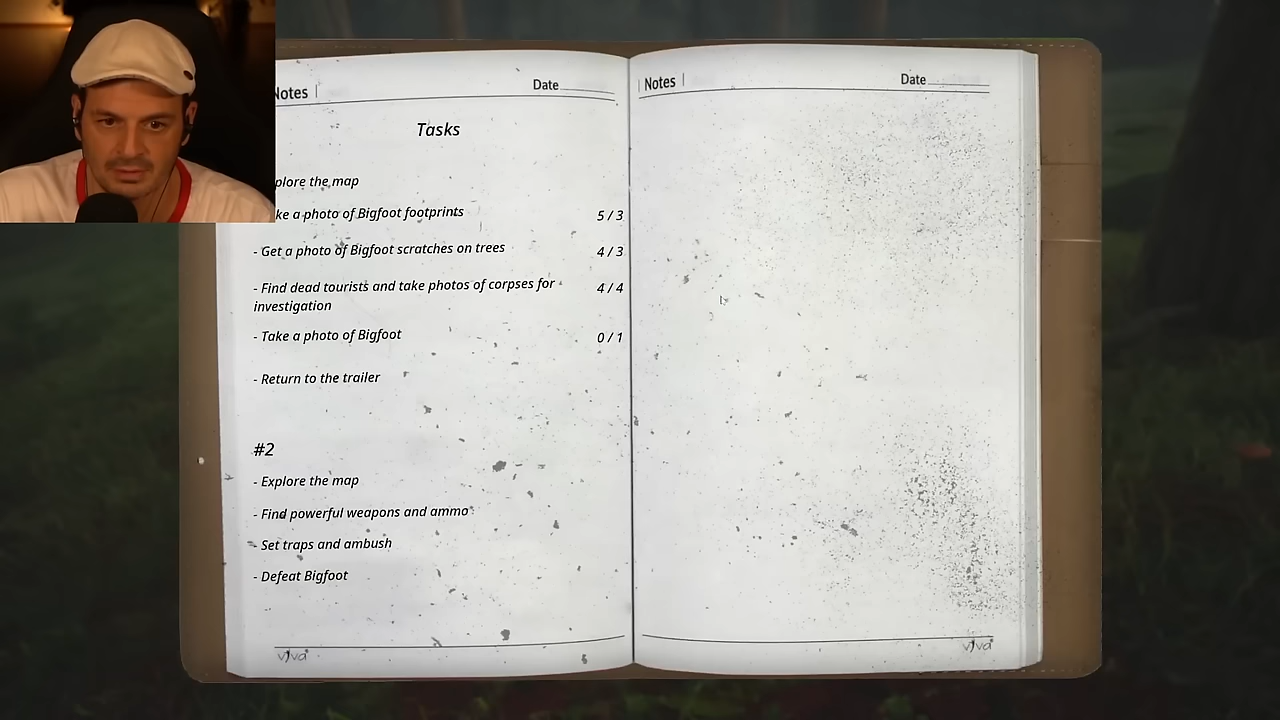 Notes
Date
Tasks
plore the map
ke a photo of Bigfoot footprints 5 / 3
- Get a photo of Bigfoot scratches on trees 4 / 3
- Find dead tourists and take photos of corpses for 4 / 4
investigation
- Take a photo of Bigfoot 0 / 1
- Return to the trailer
#2
- Explore the map
- Find powerful weapons and ammo
- Set traps and ambush
- Defeat Bigfoot
viva
Notes
Date
viva